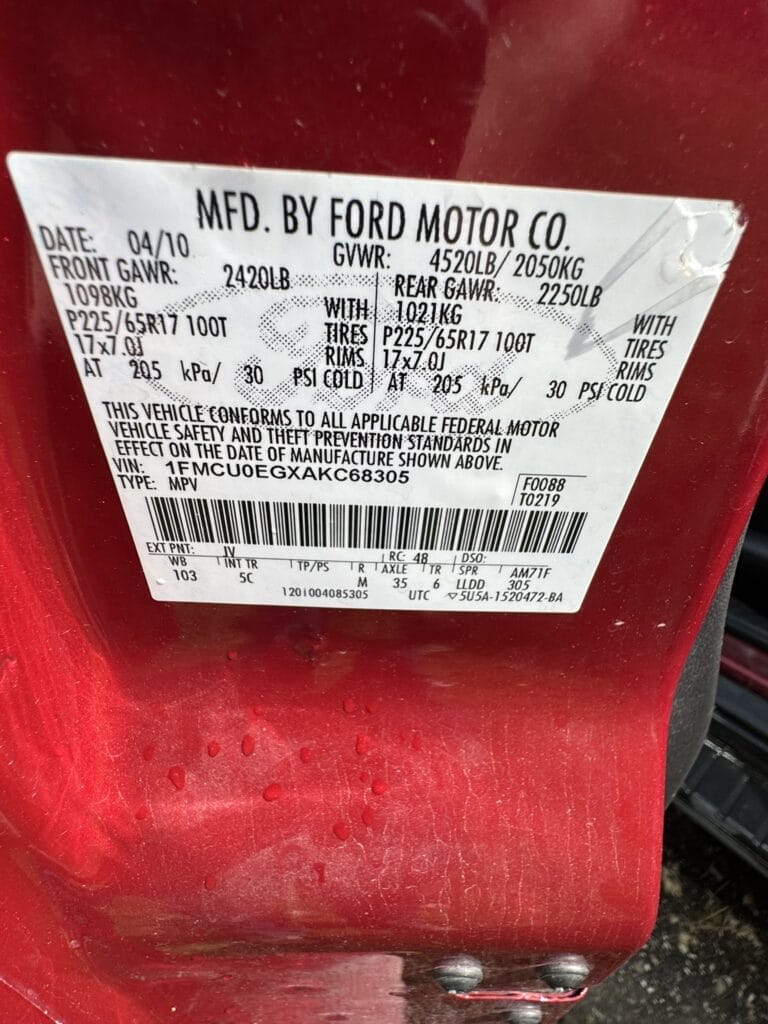 MFD. BY FORD MOTOR CO.
DATE: 04/10 GVWR: 4520LB/ 2050KG
FRONT GAWR: 2420LB REAR GAWR: 2250LB
1098KG WITH 1021KG WITH
P225/65R17 100T TIRES P225/65R17 100T TIRES
17x7.0J RIMS 17x7.0J RIMS
AT 205 kPa/ 30 PSI COLD AT 205 kPa/ 30 PSI COLD
Ford
THIS VEHICLE CONFORMS TO ALL APPLICABLE FEDERAL MOTOR
VEHICLE SAFETY AND THEFT PREVENTION STANDARDS IN
EFFECT ON THE DATE OF MANUFACTURE SHOWN ABOVE.
VIN: 1FMCU0EGXAKC68305
TYPE: MPV
F0088
T0219
EXT PNT: JV RC: 48 DSO:
WB INT TR TP/PS R AXLE TR SPR AM71F
103 5C M 35 6 LLDD 305
120i004085305 UTC 5U5A-1520472-BA